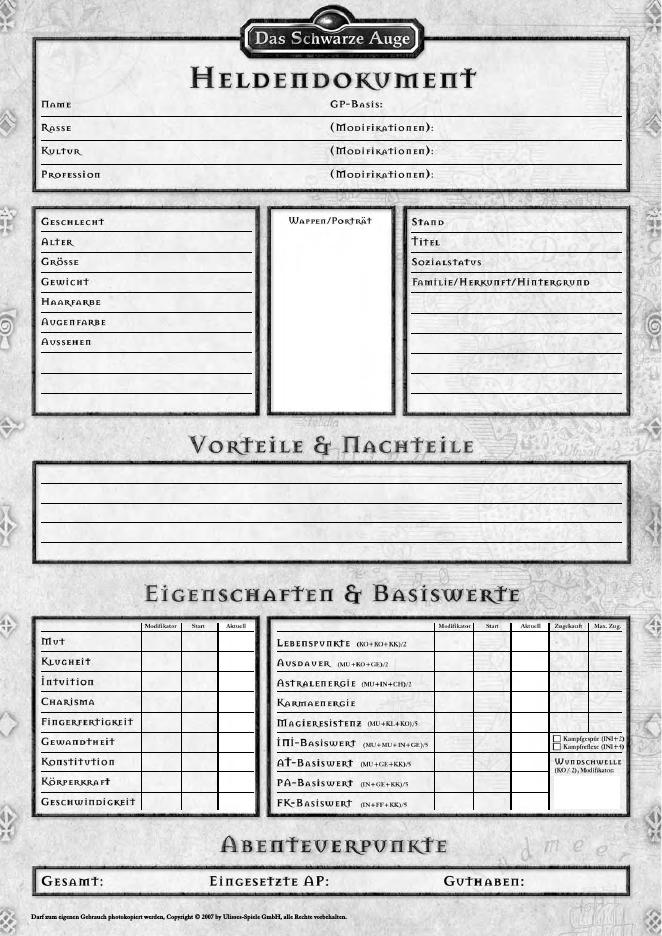 Das Schwarze Auge
Heldendokument
Name GP-Basis:
Rasse (Modifikationen):
Kultur (Modifikationen):
Profession (Modifikationen):
Geschlecht
Alter
Grösse
Gewicht
Haarfarbe
Augenfarbe
Aussehen
Wappen/Porträt
Stand
Titel
Sozialstatus
Familie/Herkunft/Hintergrund
Vorteile & Nachteile
Eigenschaften & Basiswerte
Modifikator Start Aktuell
Mut
Klugheit
Intuition
Charisma
Fingerfertigkeit
Gewandtheit
Konstitution
Körperkraft
Geschwindigkeit
Modifikator Start Aktuell Zugekauft Max. Zug.
Lebenspunkte (KO+KO+KK)/2
Ausdauer (MU+KO+GE)/2
Astralenergie (MU+IN+CH)/2
Karmaenergie
Magieresistenz (MU+KL+KO)/5
INI-Basiswert (MU+MU+IN+GE)/5
Kampfgespür (INI+2)
Kampfreflexe (INI+4)
AT-Basiswert (MU+GE+KK)/5
PA-Basiswert (IN+GE+KK)/5
FK-Basiswert (IN+FF+KK)/5
Wundschwelle
(KO / 2), Modifikator:
Abenteuerpunkte
Gesamt: Eingesetzte AP: Guthaben:
Darf zum eigenen Gebrauch photokopiert werden, Copyright © 2007 by Ulisses-Spiele GmbH, alle Rechte vorbehalten.